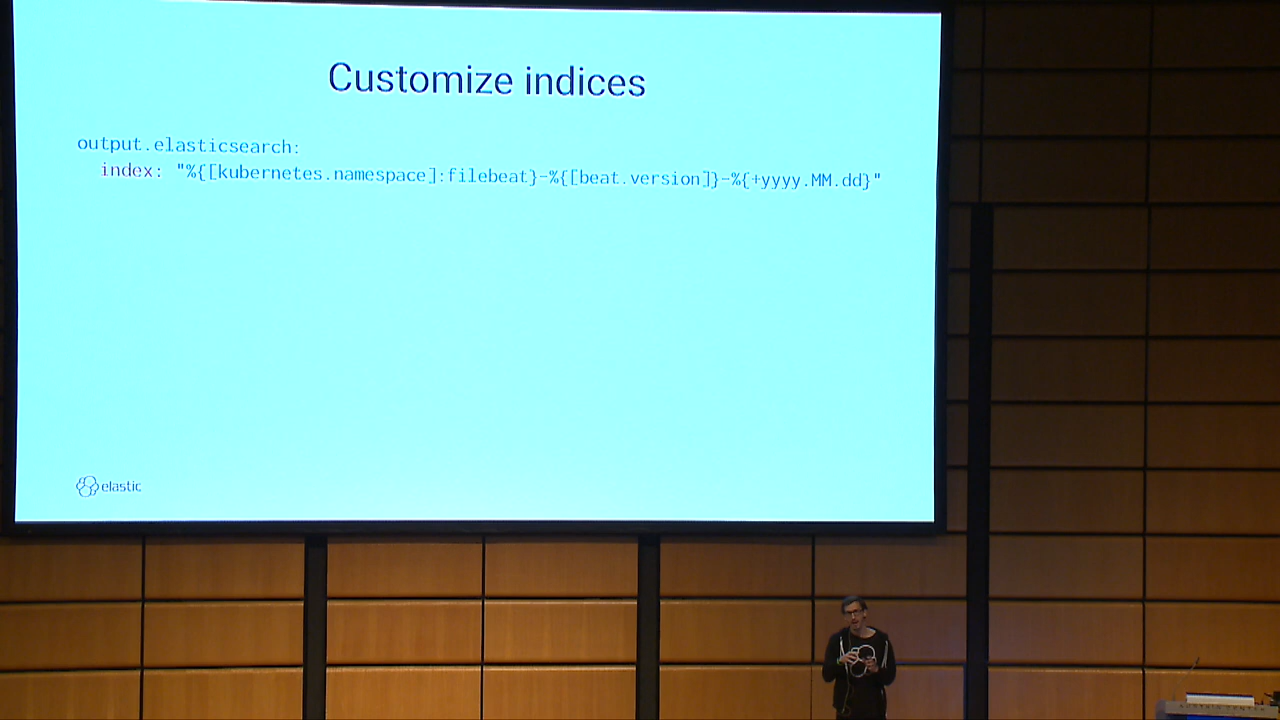 Customize indices
output.elasticsearch:
index: "%{[kubernetes.namespace]:filebeat}-%{[beat.version]}-%{+yyyy.MM.dd}"
elastic